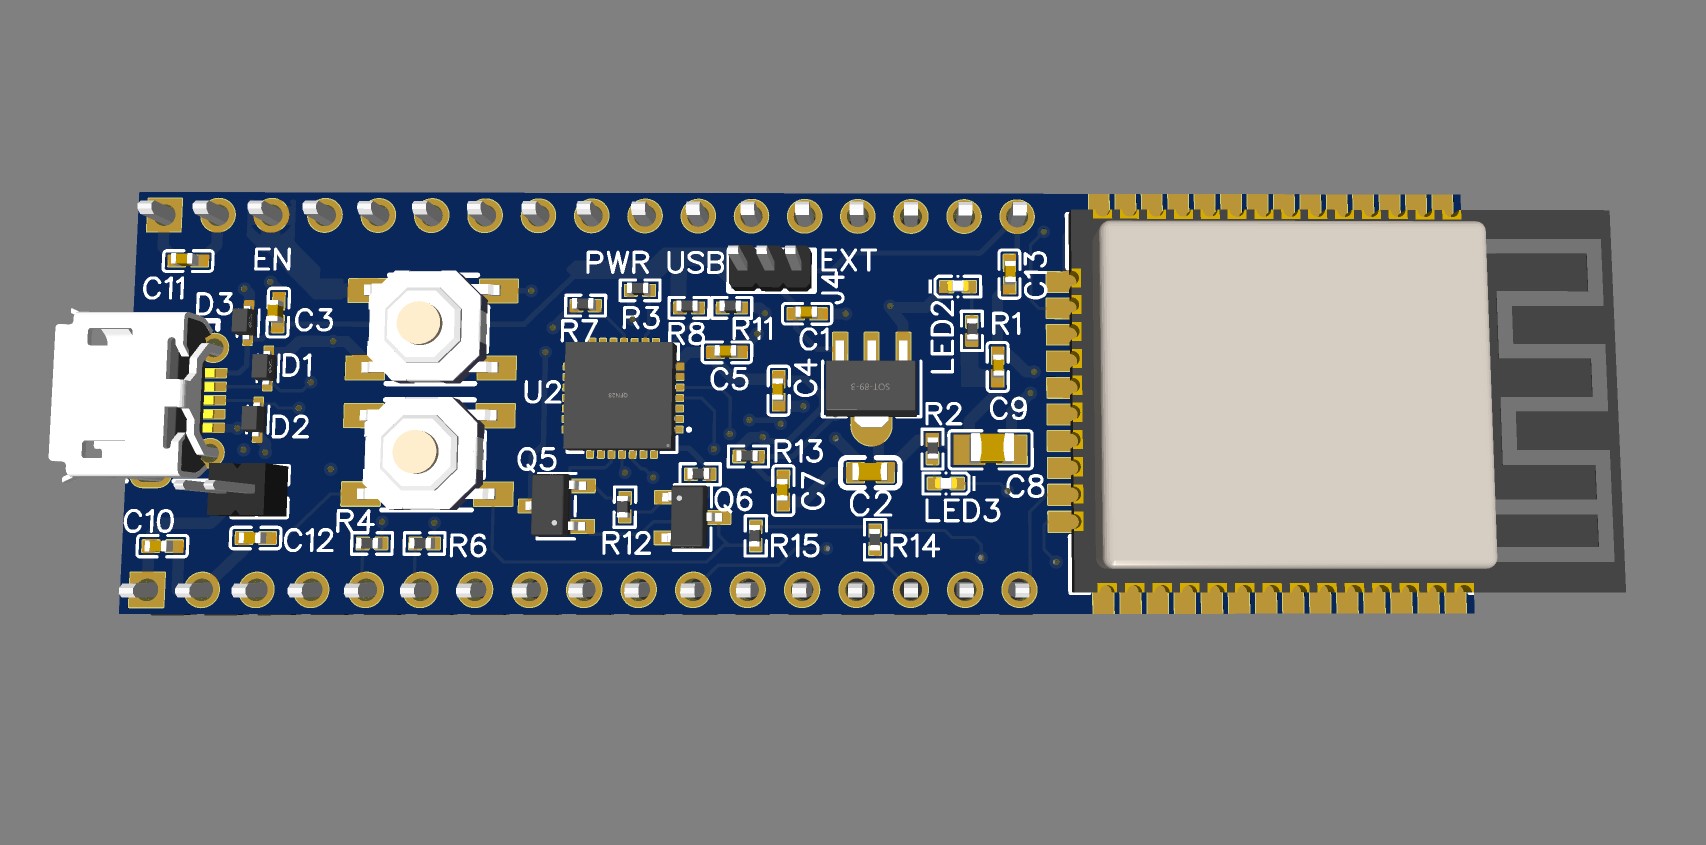 EN
PWR USB EXT
C11
D3
C3
D1
D2
C10
C12
R4
R6
J4
R7
R3
R8
R11
C1
C5
C4
U2
QFN28
SOT-89-3
LED2
R1
C13
C9
R2
C8
LED3
C2
R13
C7
Q5
Q6
R12
R15
R14